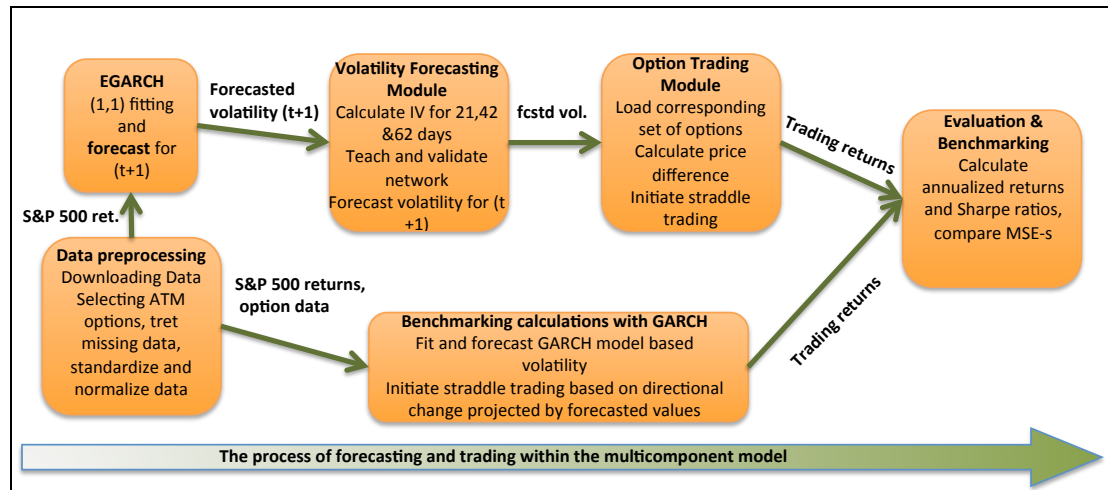 EGARCH
(1,1) fitting
and
forecast for
(t+1)
Forecasted
volatility (t+1)
Volatility Forecasting
Module
Calculate IV for 21,42
&62 days
Teach and validate
network
Forecast volatility for (t
+1)
fcstd vol.
Option Trading
Module
Load corresponding
set of options
Calculate price
difference
Initiate straddle
trading
Trading returns
Evaluation &
Benchmarking
Calculate
annualized returns
and Sharpe ratios,
compare MSE-s
S&P 500 ret.
Data preprocessing
Downloading Data
Selecting ATM
options, tret
missing data,
standardize and
normalize data
S&P 500 returns,
option data
Benchmarking calculations with GARCH
Fit and forecast GARCH model based
volatility
Initiate straddle trading based on directional
change projected by forecasted values
Trading returns
The process of forecasting and trading within the multicomponent model